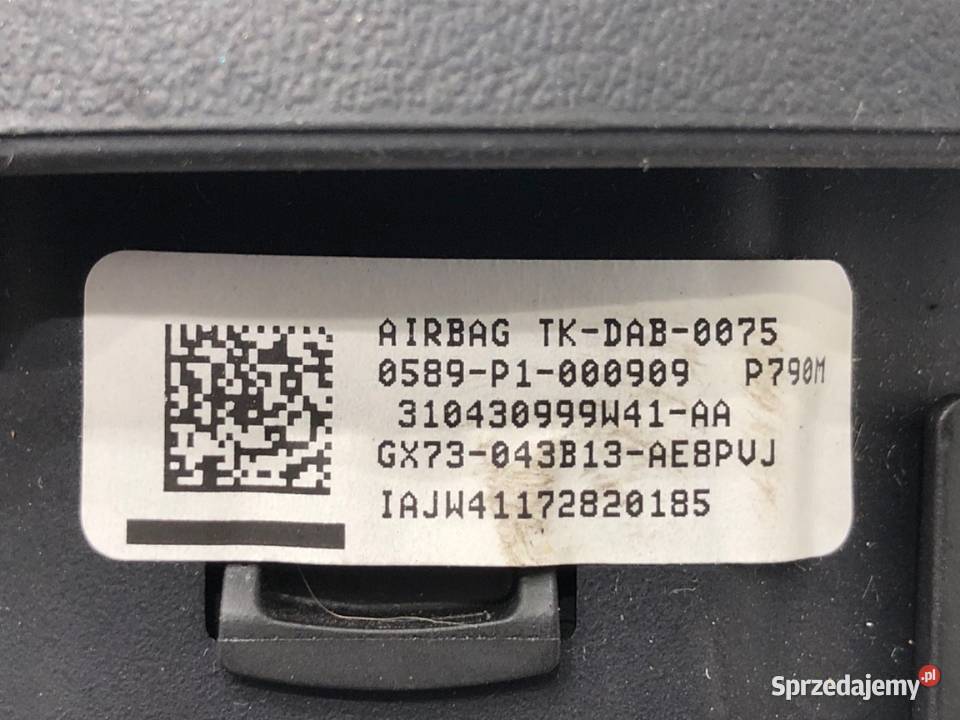 AIRBAG TK-DAB-0075
0589-P1-000909 P790M
310430999W41-AA
GX73-043B13-AE8PVJ
IAJW41172820185
Sprzedajemy.pl